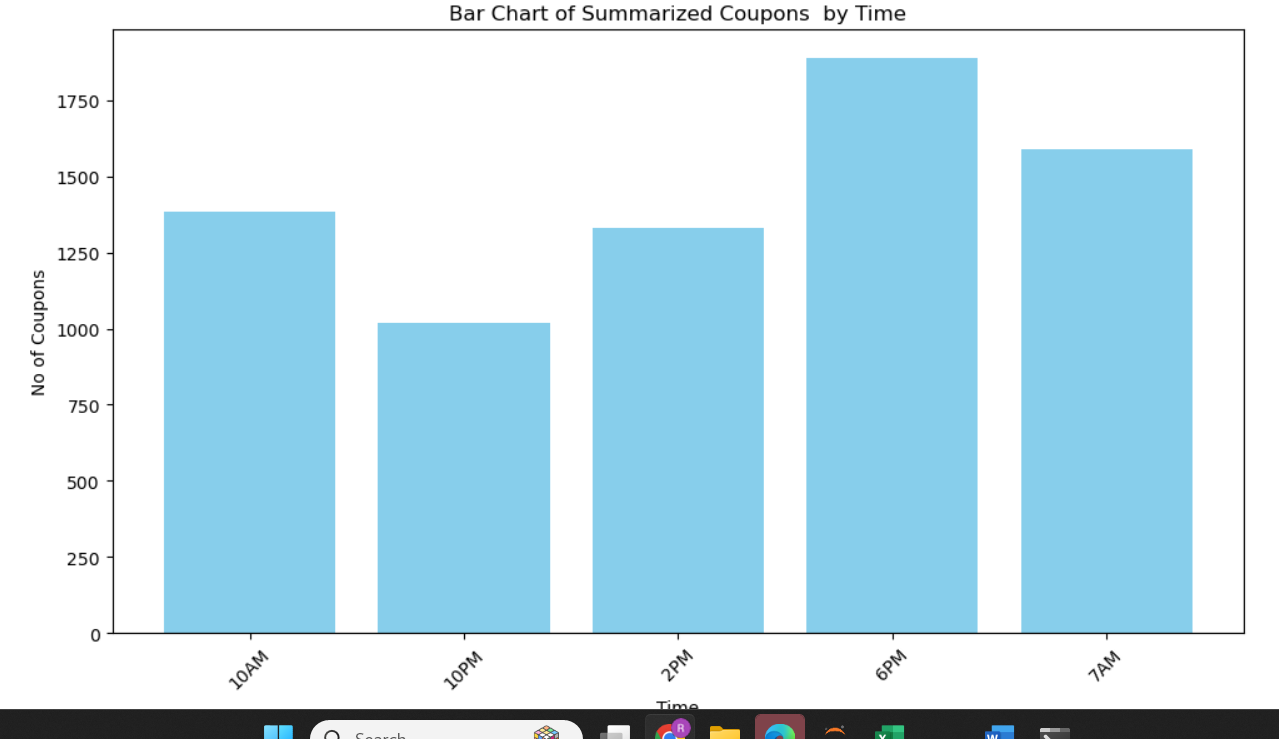 Bar Chart of Summarized Coupons  by Time
No of Coupons
1750
1500
1250
1000
750
500
250
0
10AM
10PM
2PM
6PM
7AM
Time
Search
R
X
W